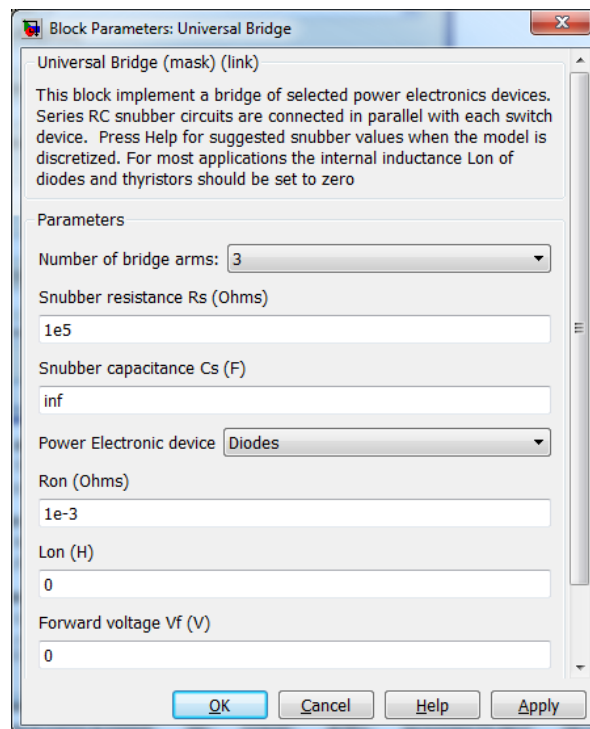 Block Parameters: Universal Bridge
Universal Bridge (mask) (link)
This block implement a bridge of selected power electronics devices.
Series RC snubber circuits are connected in parallel with each switch
device. Press Help for suggested snubber values when the model is
discretized. For most applications the internal inductance Lon of
diodes and thyristors should be set to zero
Parameters
Number of bridge arms: 3
Snubber resistance Rs (Ohms)
1e5
Snubber capacitance Cs (F)
inf
Power Electronic device Diodes
Ron (Ohms)
1e-3
Lon (H)
0
Forward voltage Vf (V)
0
OK Cancel Help Apply